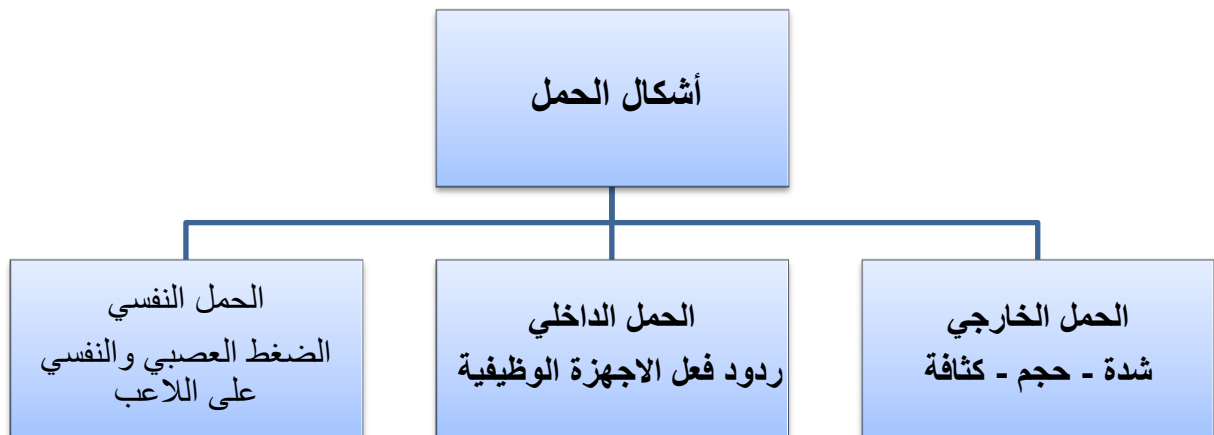 أشكال الحمل
الحمل الخارجي
شدة - حجم - كثافة
الحمل الداخلي
ردود فعل الاجهزة الوظيفية
الحمل النفسي
الضغط العصبي والنفسي
على اللاعب